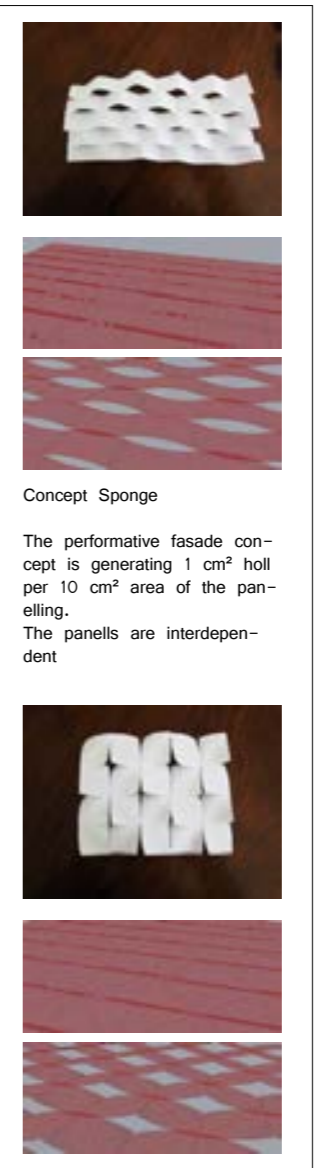 Concept Sponge
The performative fasade con-
cept is generating 1 cm² holl
per 10 cm² area of the pan-
elling.
The panells are interdepen-
dent